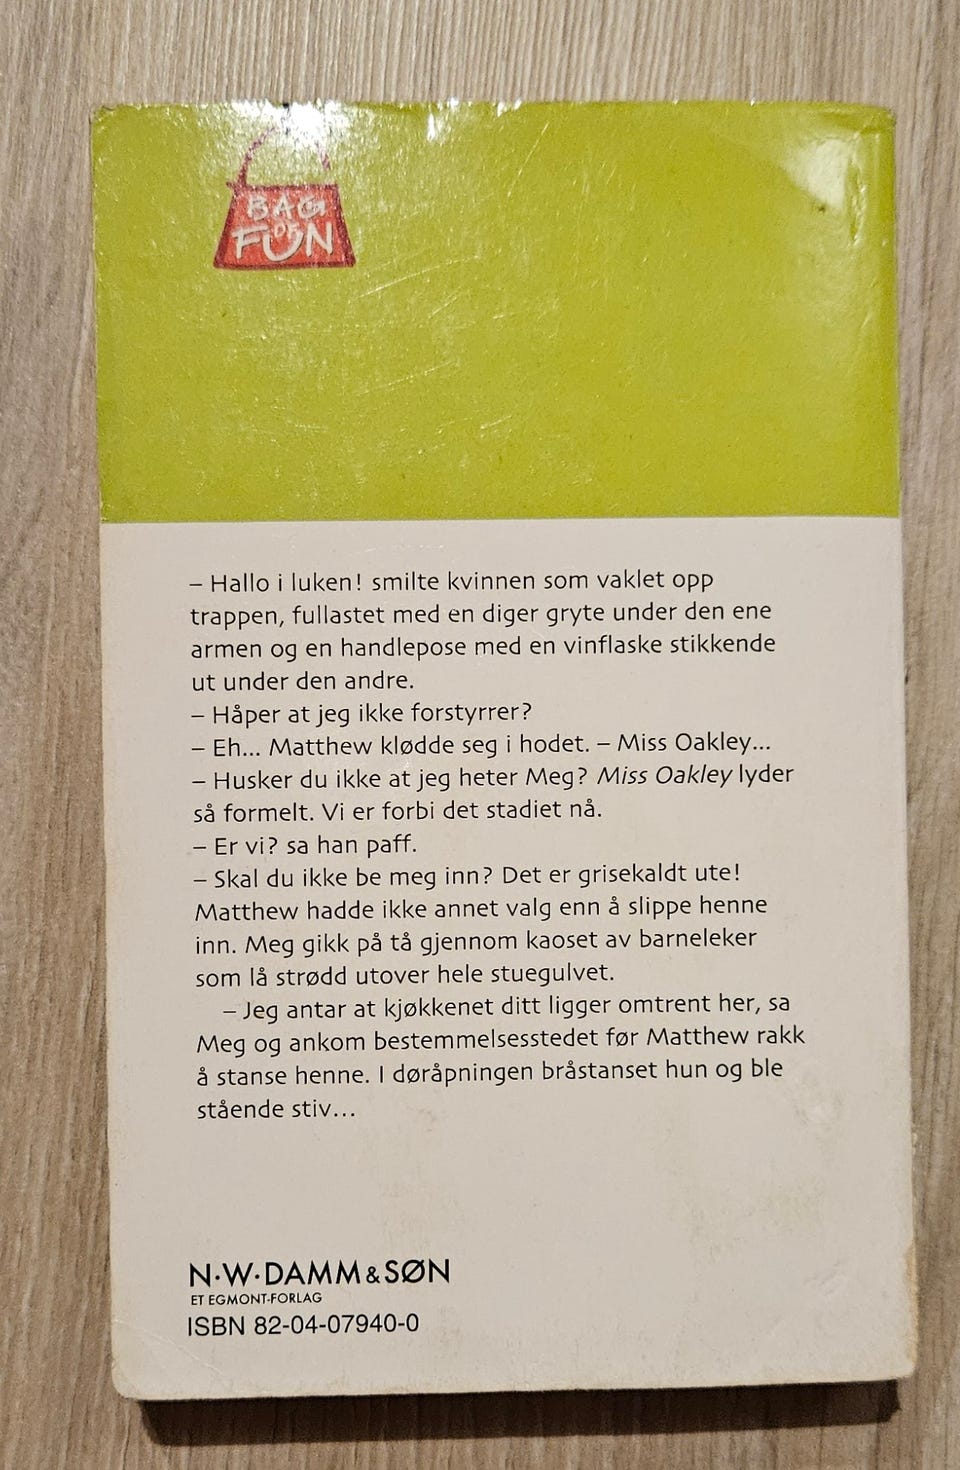 BAG
OF
FUN
– Hallo i luken! smilte kvinnen som vaklet opp
trappen, fullastet med en diger gryte under den ene
armen og en handlepose med en vinflaske stikkende
ut under den andre.
– Håper at jeg ikke forstyrrer?
– Eh... Matthew klødde seg i hodet. – Miss Oakley...
– Husker du ikke at jeg heter Meg? Miss Oakley lyder
så formelt. Vi er forbi det stadiet nå.
– Er vi? sa han paff.
– Skal du ikke be meg inn? Det er grisekaldt ute!
Matthew hadde ikke annet valg enn å slippe henne
inn. Meg gikk på tå gjennom kaoset av barneleker
som lå strødd utover hele stuegulvet.
– Jeg antar at kjøkkenet ditt ligger omtrent her, sa
Meg og ankom bestemmelsesstedet før Matthew rakk
å stanse henne. I døråpningen bråstanset hun og ble
stående stiv...
N·W·DAMM & SØN
ET EGMONT-FORLAG
ISBN 82-04-07940-0